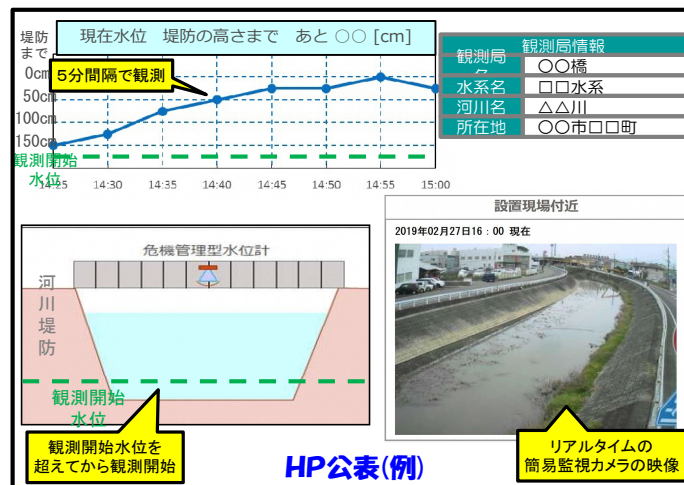 堤防
まで
現在水位 堤防の高さまで あと ○○ [cm]
0cm
50cm
100cm
150cm
5分間隔で観測
観測開始
水位
14:25 14:30 14:35 14:40 14:45 14:50 14:55 15:00
観測局情報
観測局名 ○○橋
水系名 □□水系
河川名 △△川
所在地 ○○市□□町
危機管理型水位計
河川堤防
観測開始
水位
観測開始水位を
超えてから観測開始
設置現場付近
2019年02月27日16:00 現在
リアルタイムの
簡易監視カメラの映像
HP公表(例)